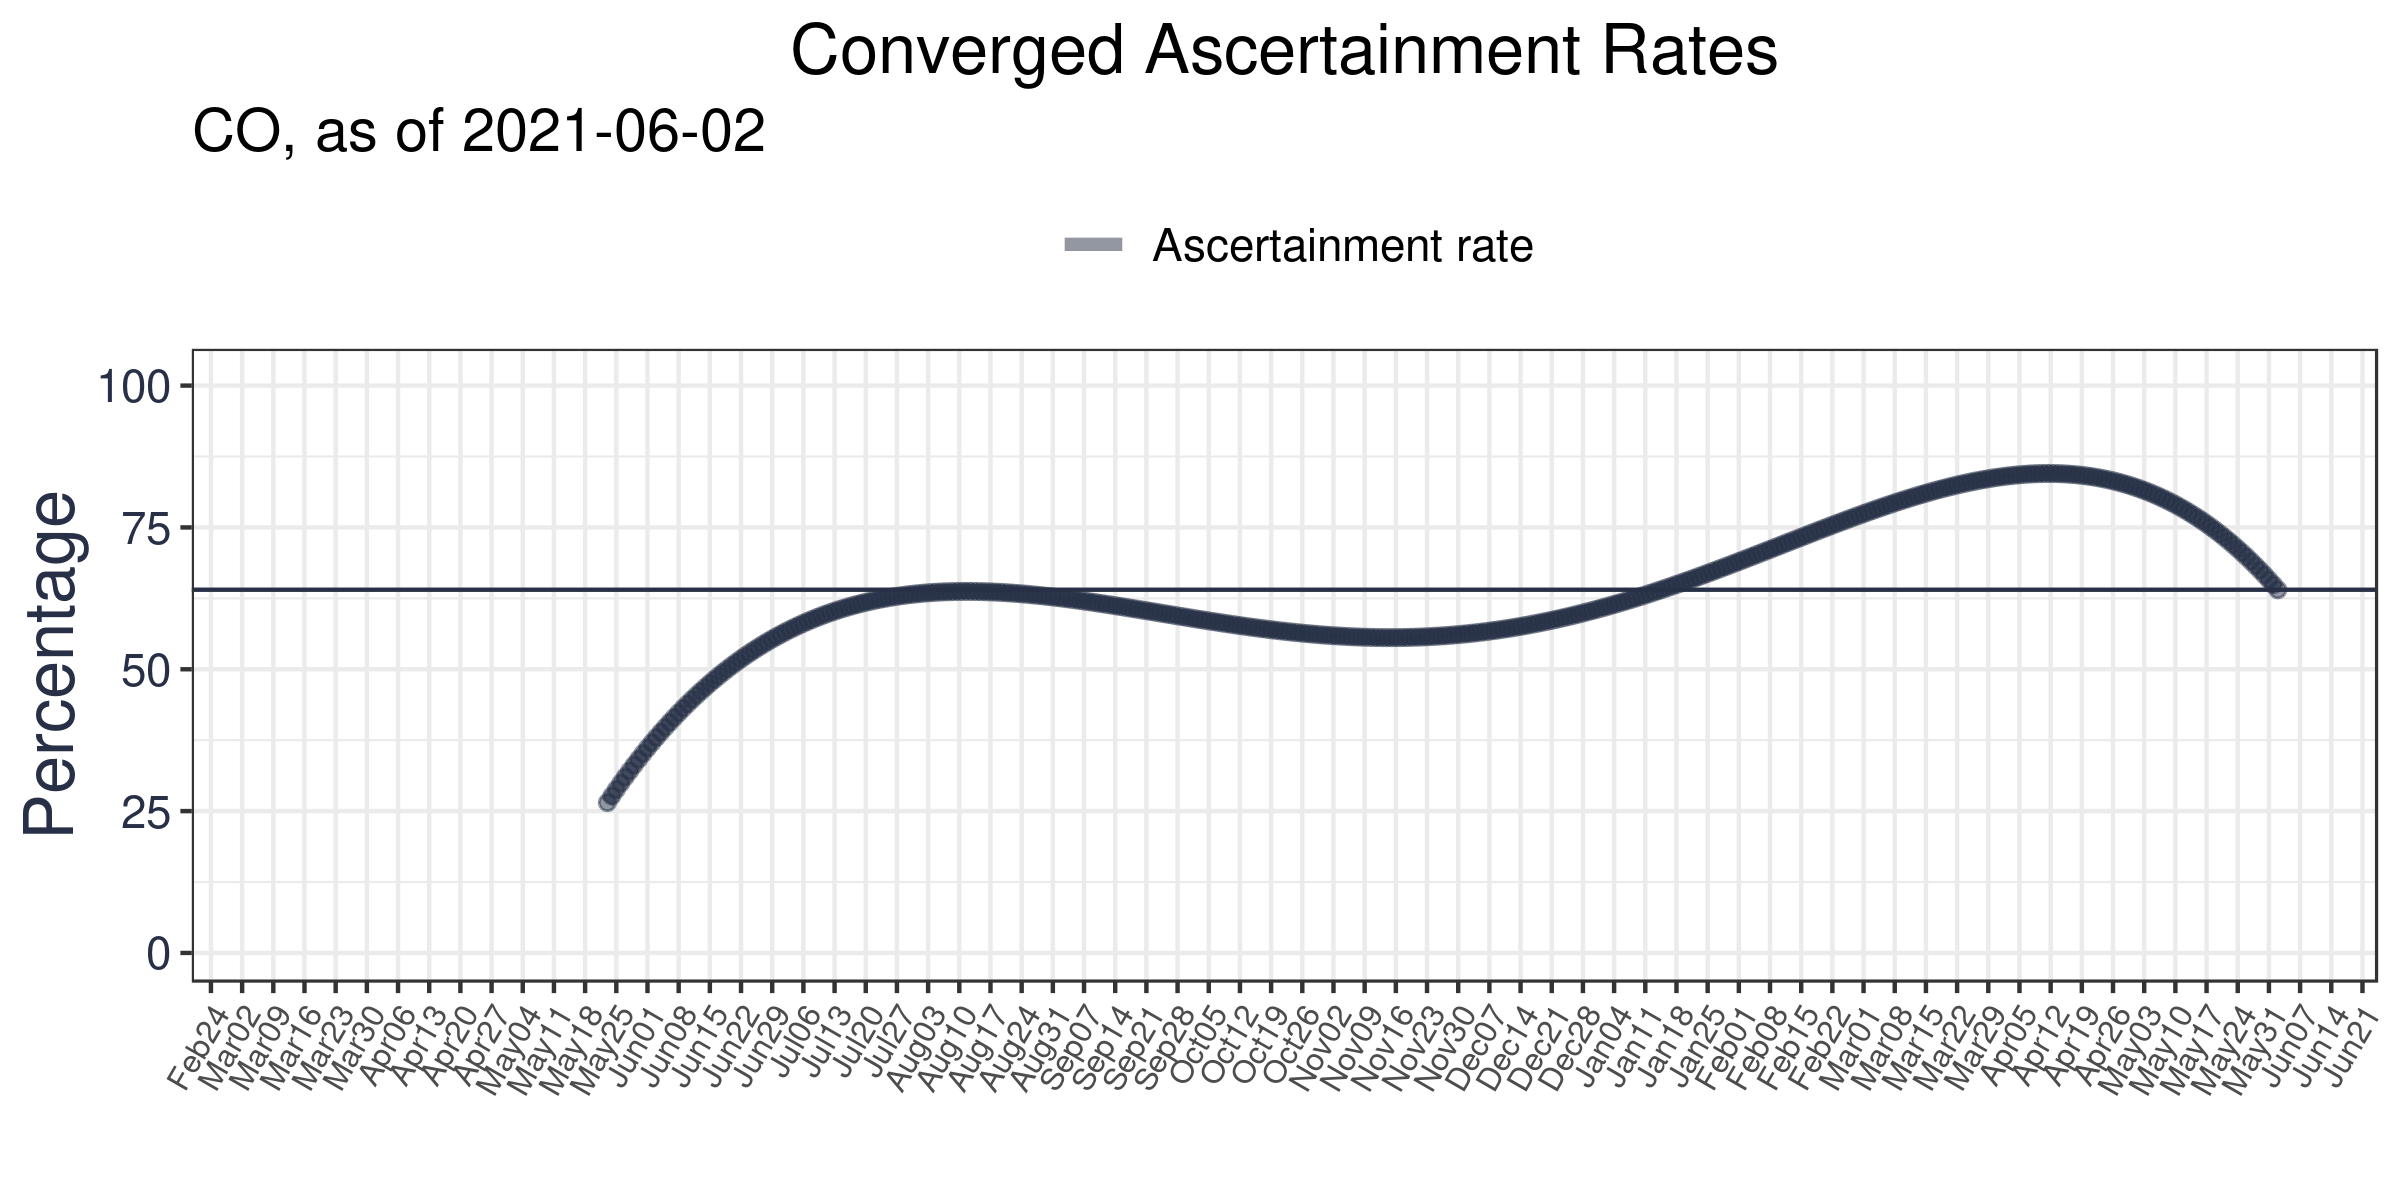 Converged Ascertainment Rates
CO, as of 2021-06-02
Ascertainment rate
Percentage
100
75
50
25
0
Feb24
Mar02
Mar09
Mar16
Mar23
Mar30
Apr06
Apr13
Apr20
Apr27
May04
May11
May18
May25
Jun01
Jun08
Jun15
Jun22
Jun29
Jul06
Jul13
Jul20
Jul27
Aug03
Aug10
Aug17
Aug24
Aug31
Sep07
Sep14
Sep21
Sep28
Oct05
Oct12
Oct19
Oct26
Nov02
Nov09
Nov16
Nov23
Nov30
Dec07
Dec14
Dec21
Dec28
Jan04
Jan11
Jan18
Jan25
Feb01
Feb08
Feb15
Feb22
Mar01
Mar08
Mar15
Mar22
Mar29
Apr05
Apr12
Apr19
Apr26
May03
May10
May17
May24
May31
Jun07
Jun14
Jun21